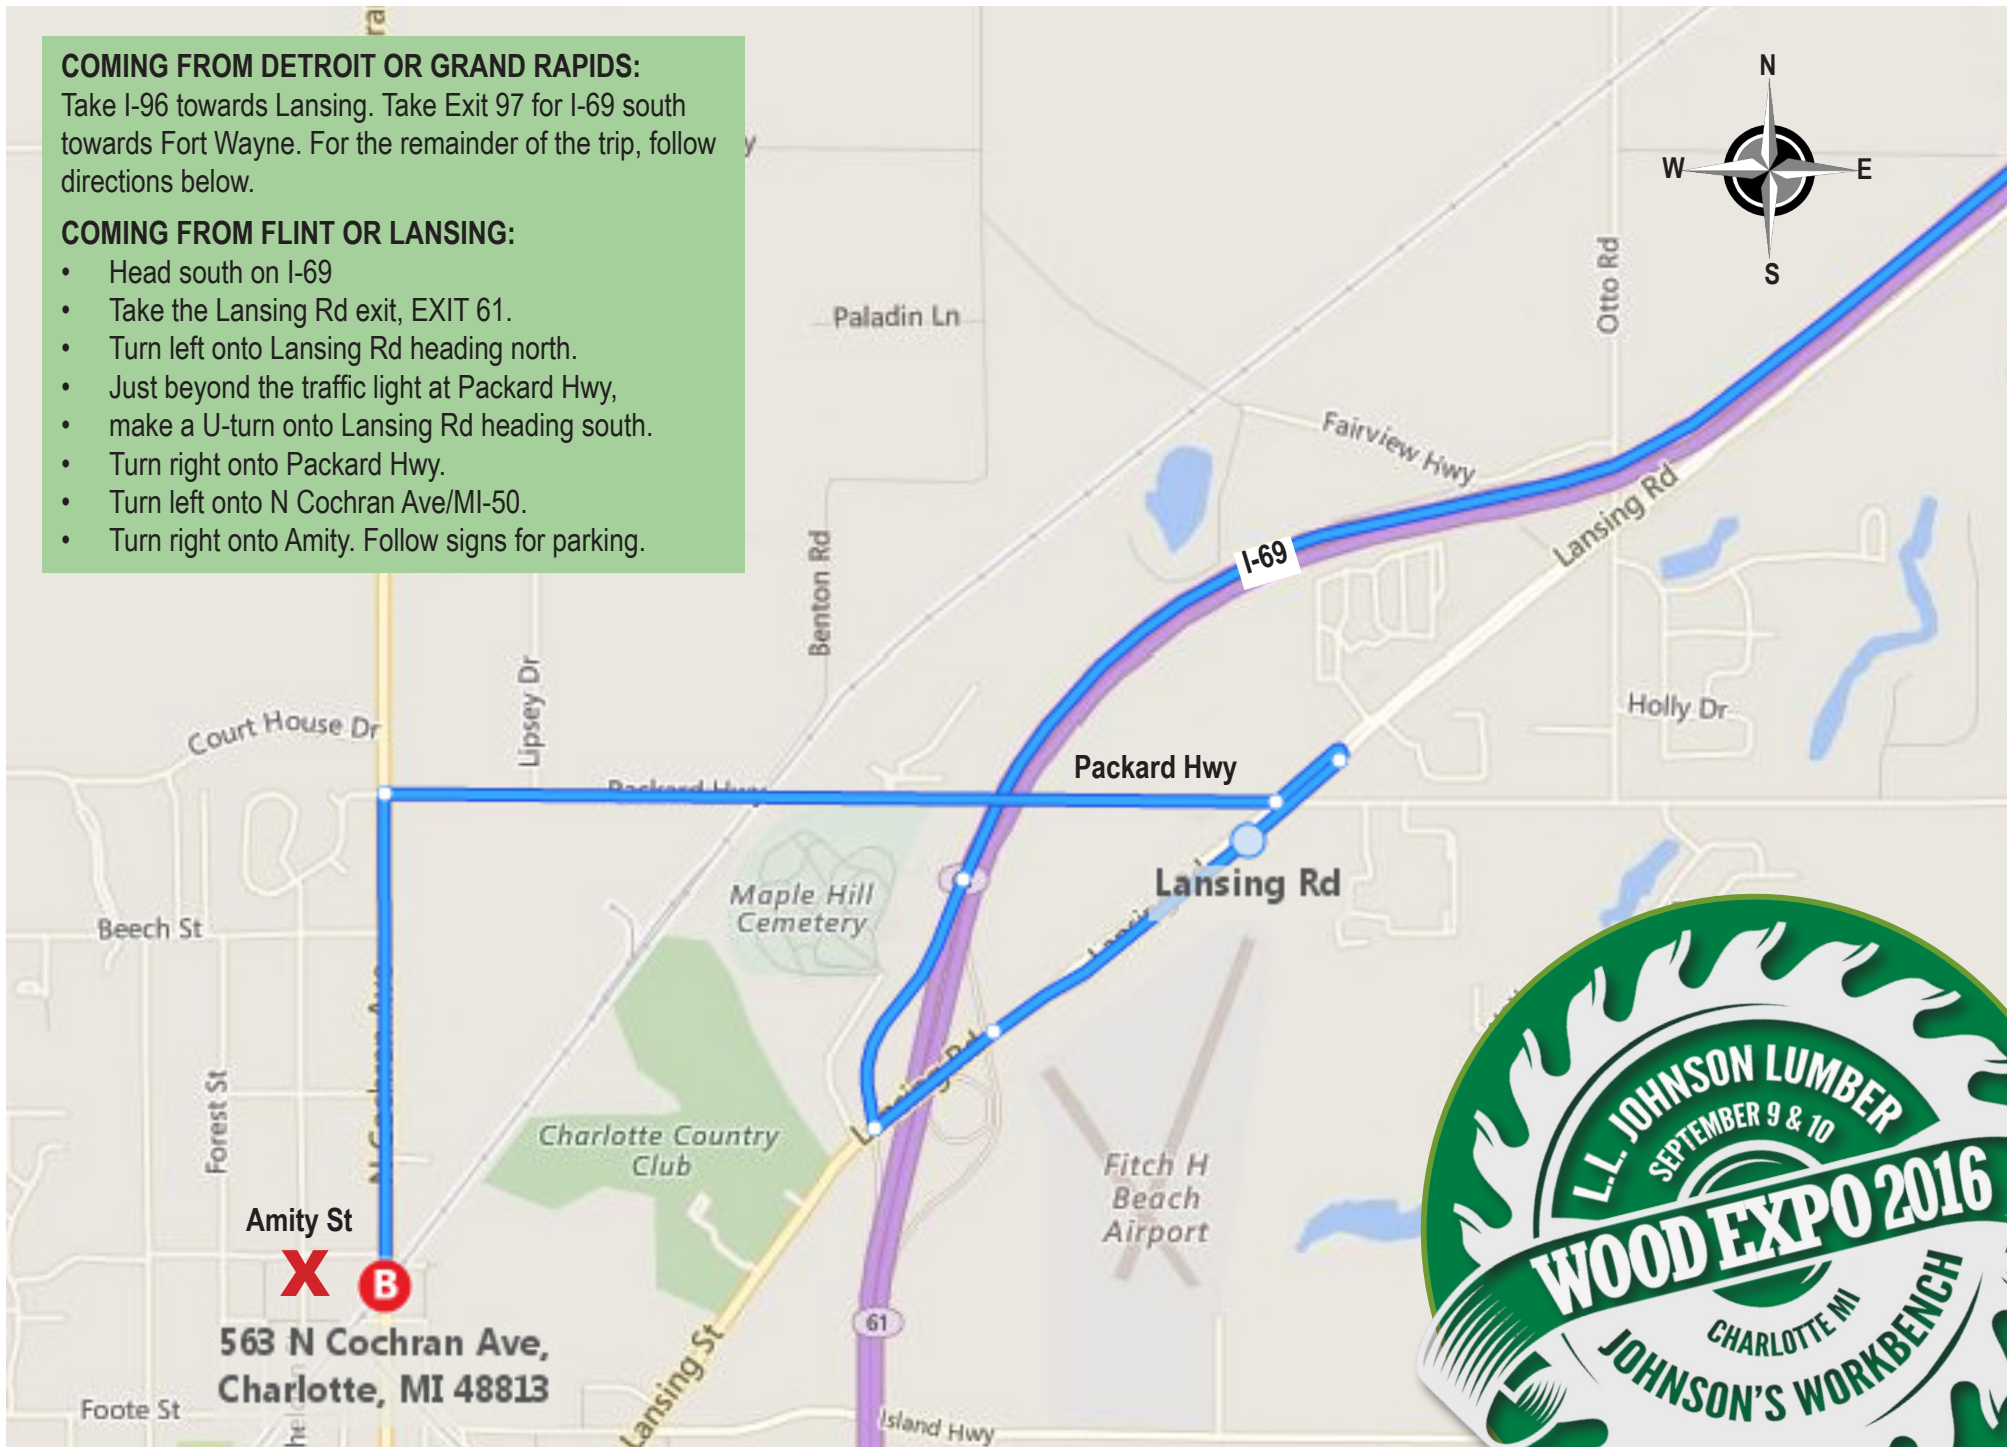 COMING FROM DETROIT OR GRAND RAPIDS:
Take I-96 towards Lansing. Take Exit 97 for I-69 south
towards Fort Wayne. For the remainder of the trip, follow
directions below.
COMING FROM FLINT OR LANSING:
• Head south on I-69
• Take the Lansing Rd exit, EXIT 61.
• Turn left onto Lansing Rd heading north.
• Just beyond the traffic light at Packard Hwy,
• make a U-turn onto Lansing Rd heading south.
• Turn right onto Packard Hwy.
• Turn left onto N Cochran Ave/MI-50.
• Turn right onto Amity. Follow signs for parking.
N
W
E
S
Otto Rd
Paladin Ln
Fairview Hwy
Lansing Rd
I-69
Benton Rd
Lipsey Dr
Court House Dr
Holly Dr
Packard Hwy
Packard Hwy
Lansing Rd
Maple Hill
Cemetery
Beech St
N Cochran Ave
Forest St
Lansing Rd
Charlotte Country
Club
Fitch H
Beach
Airport
Amity St
X
B
563 N Cochran Ave,
Charlotte, MI 48813
61
Lansing St
Foote St
Island Hwy
L.L. JOHNSON LUMBER
SEPTEMBER 9 & 10
WOOD EXPO 2016
CHARLOTTE MI
JOHNSON'S WORKBENCH